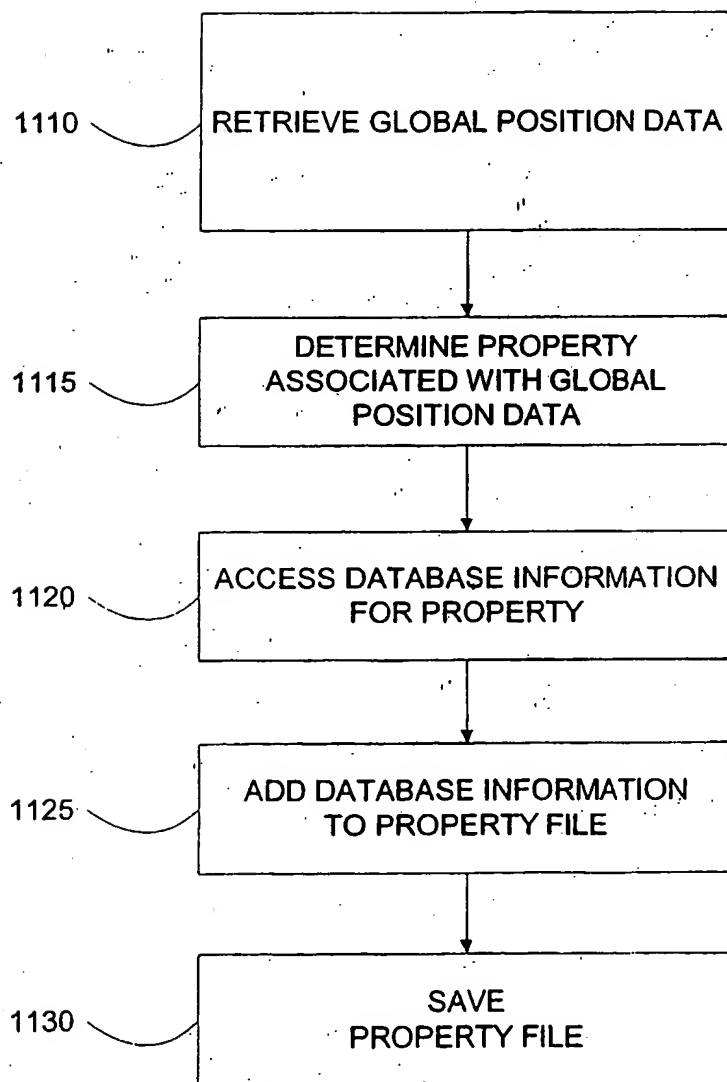 1110
RETRIEVE GLOBAL POSITION DATA
1115
DETERMINE PROPERTY
ASSOCIATED WITH GLOBAL
POSITION DATA
1120
ACCESS DATABASE INFORMATION
FOR PROPERTY
1125
ADD DATABASE INFORMATION
TO PROPERTY FILE
1130
SAVE
PROPERTY FILE